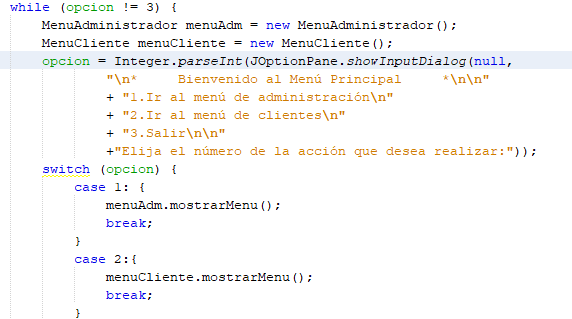 while (opcion != 3) {
MenuAdministrador menuAdm = new MenuAdministrador();
MenuCliente menuCliente = new MenuCliente();
opcion = Integer.parseInt(JOptionPane.showInputDialog(null,
"\n*    Bienvenido al Menú Principal     *\n\n"
+ "1.Ir al menú de administración\n"
+ "2.Ir al menú de clientes\n"
+ "3.Salir\n\n"
+"Elija el número de la acción que desea realizar:"));
switch (opcion) {
case 1: {
menuAdm.mostrarMenu();
break;
}
case 2:{
menuCliente.mostrarMenu();
break;
}